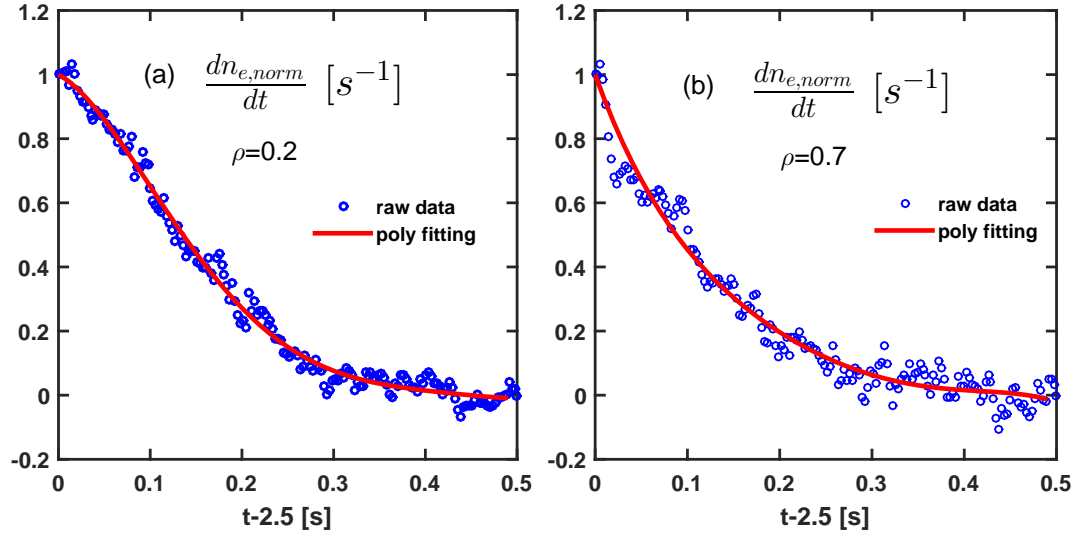 1.2
1
0.8
0.6
0.4
0.2
0
-0.2
0
0.1
0.2
0.3
0.4
0.5
t-2.5 [s]
(a) dn_{e,norm}/dt [s^{-1}]
ρ=0.2
raw data
poly fitting
1.2
1
0.8
0.6
0.4
0.2
0
-0.2
0
0.1
0.2
0.3
0.4
0.5
t-2.5 [s]
(b) dn_{e,norm}/dt [s^{-1}]
ρ=0.7
raw data
poly fitting